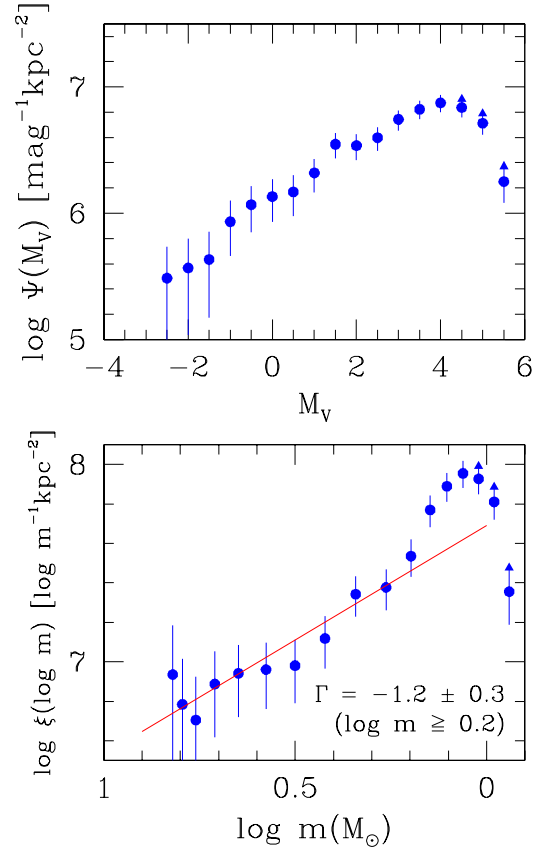 log Ψ(M_V) [mag⁻¹kpc⁻²]
7
6
5
−4
−2
0
2
4
6
M_V
log ξ(log m) [log m⁻¹kpc⁻²]
8
7
Γ = −1.2 ± 0.3
(log m ≧ 0.2)
1
0.5
0
log m(M_⊙)